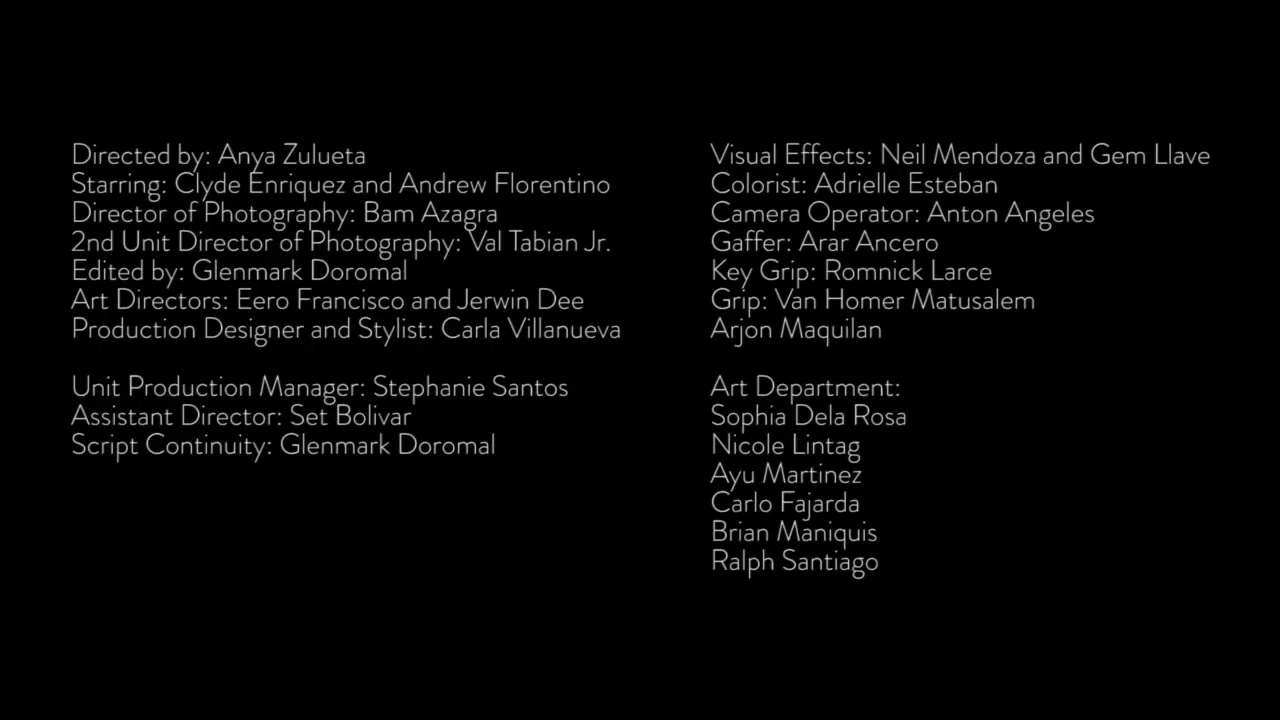 Directed by: Anya Zulueta
Starring: Clyde Enriquez and Andrew Florentino
Director of Photography: Bam Azagra
2nd Unit Director of Photography: Val Tabian Jr.
Edited by: Glenmark Doromal
Art Directors: Eero Francisco and Jerwin Dee
Production Designer and Stylist: Carla Villanueva
Unit Production Manager: Stephanie Santos
Assistant Director: Set Bolivar
Script Continuity: Glenmark Doromal
Visual Effects: Neil Mendoza and Gem Llave
Colorist: Adrielle Esteban
Camera Operator: Anton Angeles
Gaffer: Arar Ancero
Key Grip: Romnick Larce
Grip: Van Homer Matusalem
Arjon Maquilan
Art Department:
Sophia Dela Rosa
Nicole Lintag
Ayu Martinez
Carlo Fajarda
Brian Maniquis
Ralph Santiago